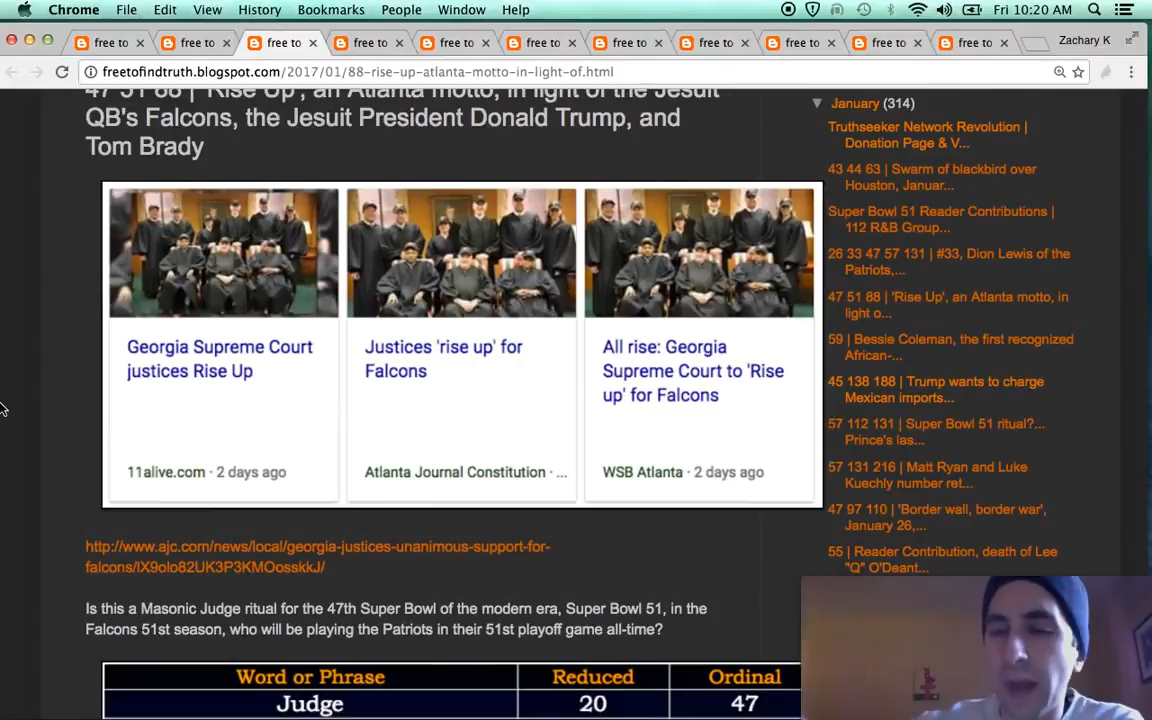 Chrome File Edit View History Bookmarks People Window Help Fri 10:20 AM
free to free to free to free to free to free to free to free to free to free to free to Zachary K
freetofindtruth.blogspot.com/2017/01/88-rise-up-atlanta-motto-in-light-of.html
47 51 88 | 'Rise Up', an Atlanta motto, in light of the Jesuit
QB's Falcons, the Jesuit President Donald Trump, and
Tom Brady
Georgia Supreme Court
justices Rise Up
11alive.com · 2 days ago
Justices 'rise up' for
Falcons
Atlanta Journal Constitution · ...
All rise: Georgia
Supreme Court to 'Rise
up' for Falcons
WSB Atlanta · 2 days ago
http://www.ajc.com/news/local/georgia-justices-unanimous-support-for-
falcons/lX9olo82UK3P3KMOosskkJ/
Is this a Masonic Judge ritual for the 47th Super Bowl of the modern era, Super Bowl 51, in the
Falcons 51st season, who will be playing the Patriots in their 51st playoff game all-time?
Word or Phrase Reduced Ordinal
Judge 20 47
January (314)
Truthseeker Network Revolution |
Donation Page & V...
43 44 63 | Swarm of blackbird over
Houston, Januar...
Super Bowl 51 Reader Contributions |
112 R&B Group...
26 33 47 57 131 | #33, Dion Lewis of the
Patriots,...
47 51 88 | 'Rise Up', an Atlanta motto, in
light o...
59 | Bessie Coleman, the first recognized
African-...
45 138 188 | Trump wants to charge
Mexican imports...
57 112 131 | Super Bowl 51 ritual?...
Prince's las...
57 131 216 | Matt Ryan and Luke
Kuechly number ret...
47 97 110 | 'Border wall, border war',
January 26,...
55 | Reader Contribution, death of Lee
"Q" O'Deant...